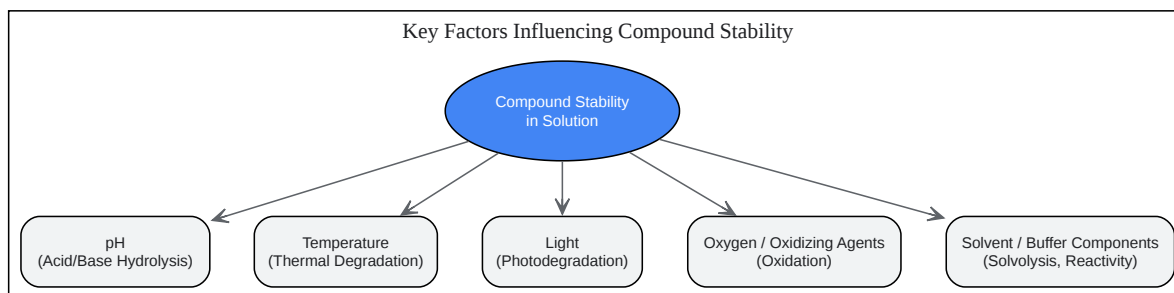 Key Factors Influencing Compound Stability
Compound Stability
in Solution
pH
(Acid/Base Hydrolysis)
Temperature
(Thermal Degradation)
Light
(Photodegradation)
Oxygen / Oxidizing Agents
(Oxidation)
Solvent / Buffer Components
(Solvolysis, Reactivity)